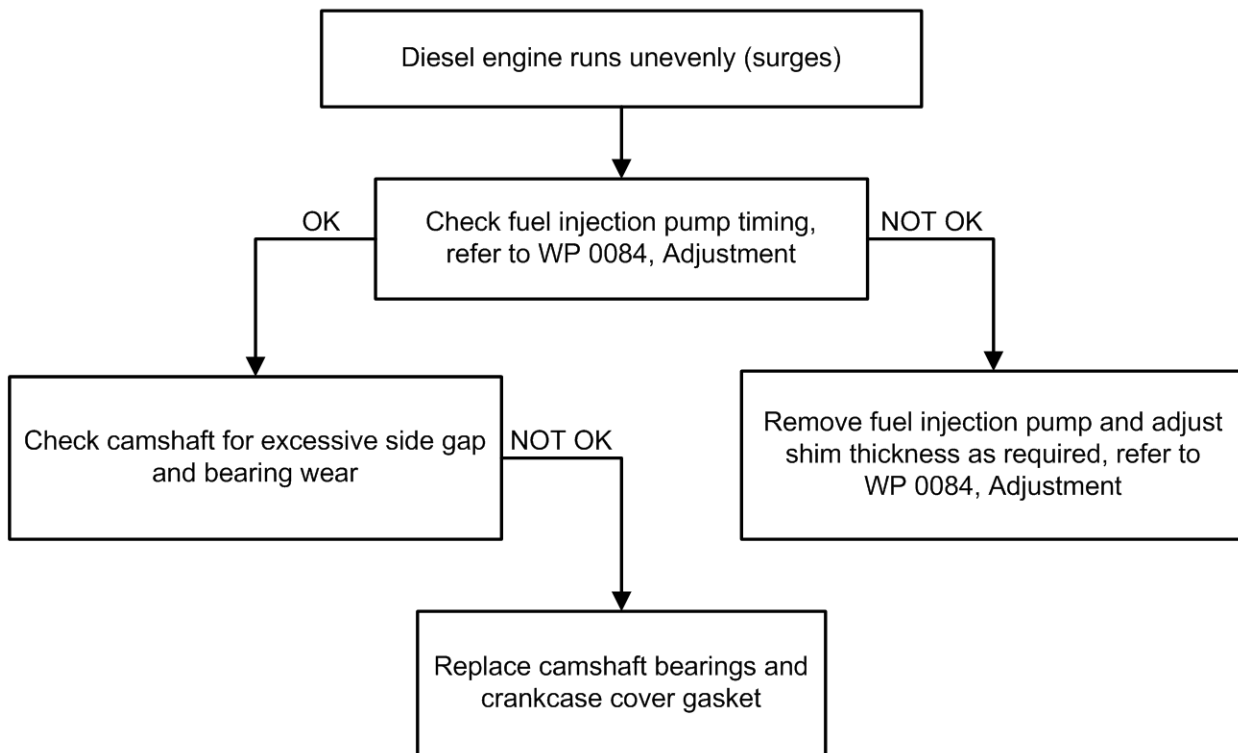 Diesel engine runs unevenly (surges)
OK
Check fuel injection pump timing,
refer to WP 0084, Adjustment
NOT OK
Check camshaft for excessive side gap
and bearing wear
NOT OK
Remove fuel injection pump and adjust
shim thickness as required, refer to
WP 0084, Adjustment
Replace camshaft bearings and
crankcase cover gasket